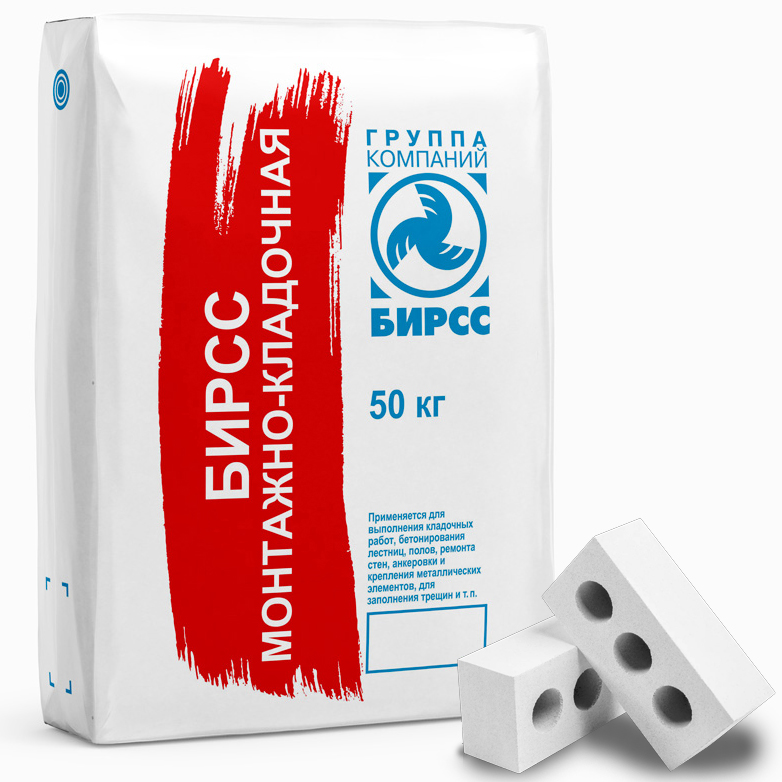 БИРСС
МОНТАЖНО-КЛАДОЧНАЯ
ГРУППА
КОМПАНИЙ
БИРСС
50 кг
Применяется для
выполнения кладочных
работ, бетонирования
лестниц, полов, ремонта
стен, анкеровки и
крепления металлических
элементов, для
заполнения трещин и т. п.